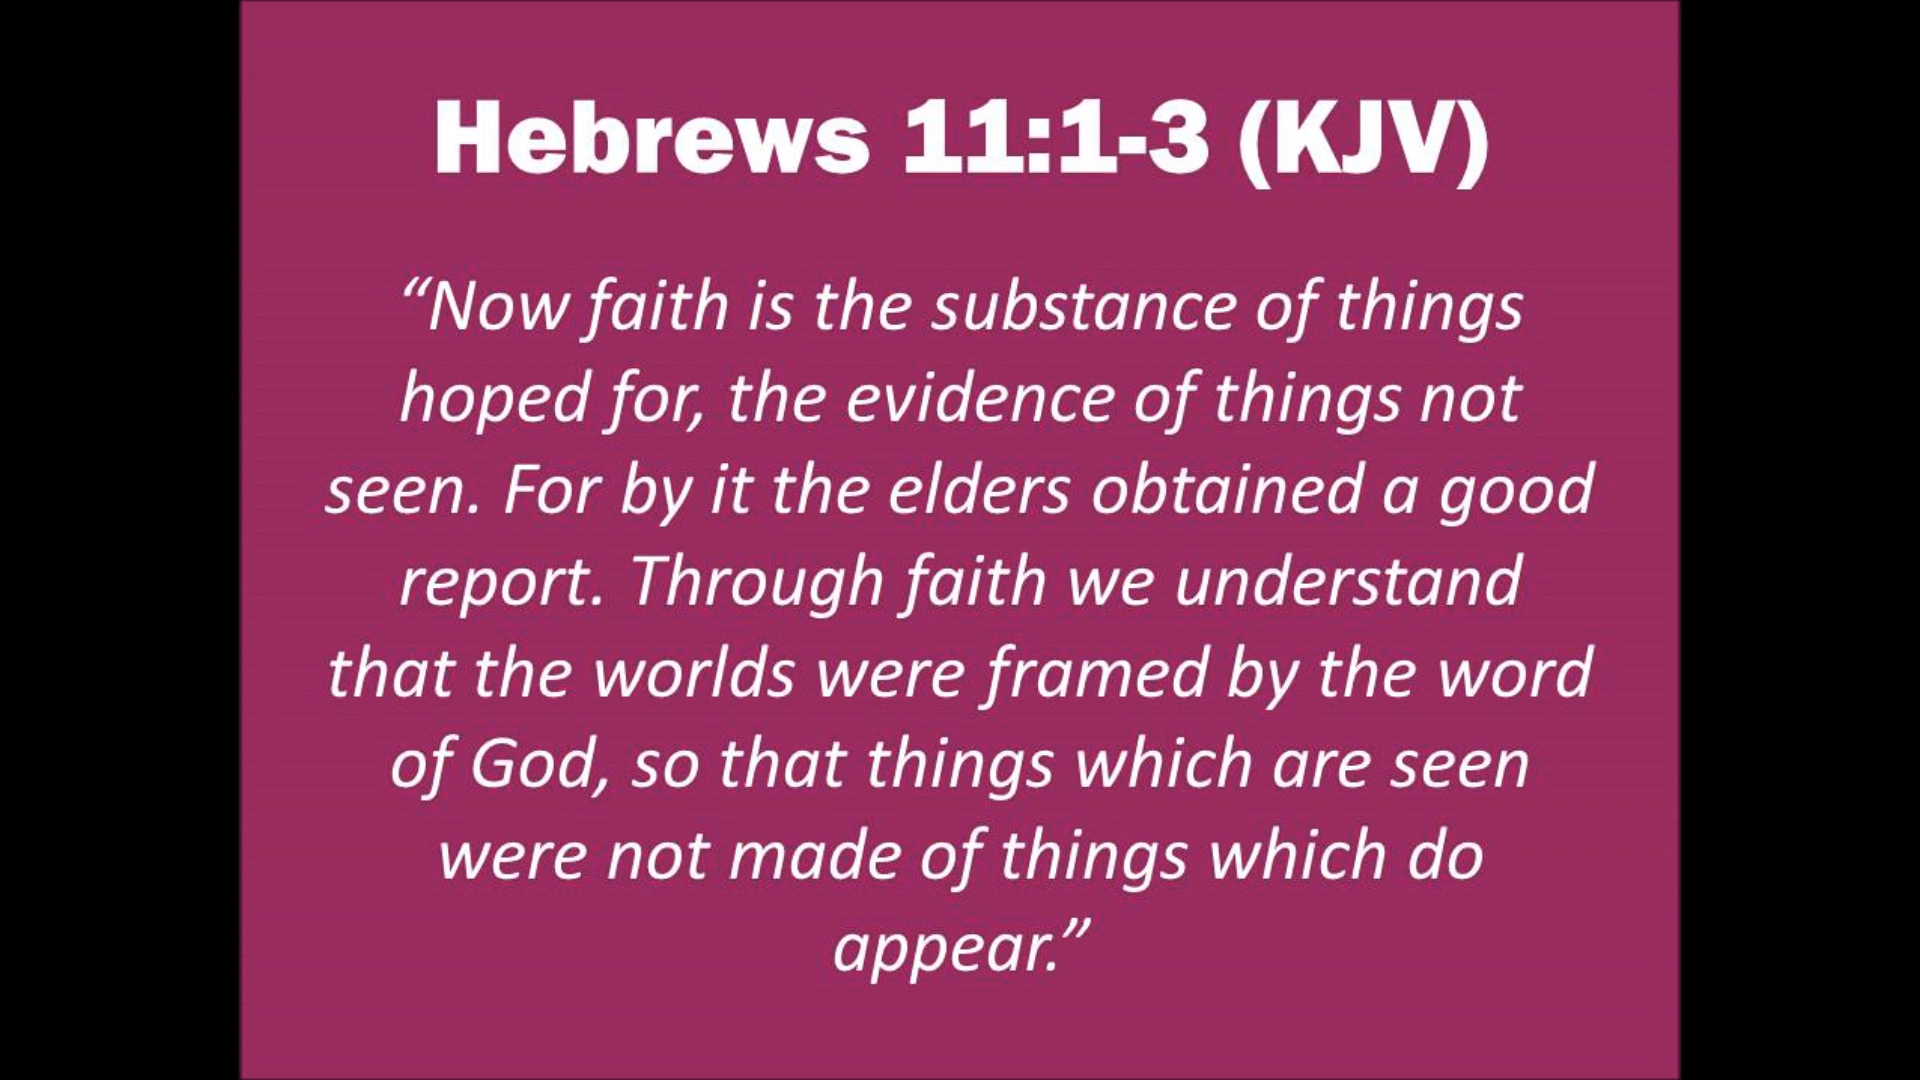 Hebrews 11:1-3 (KJV)
“Now faith is the substance of things
hoped for, the evidence of things not
seen. For by it the elders obtained a good
report. Through faith we understand
that the worlds were framed by the word
of God, so that things which are seen
were not made of things which do
appear.”